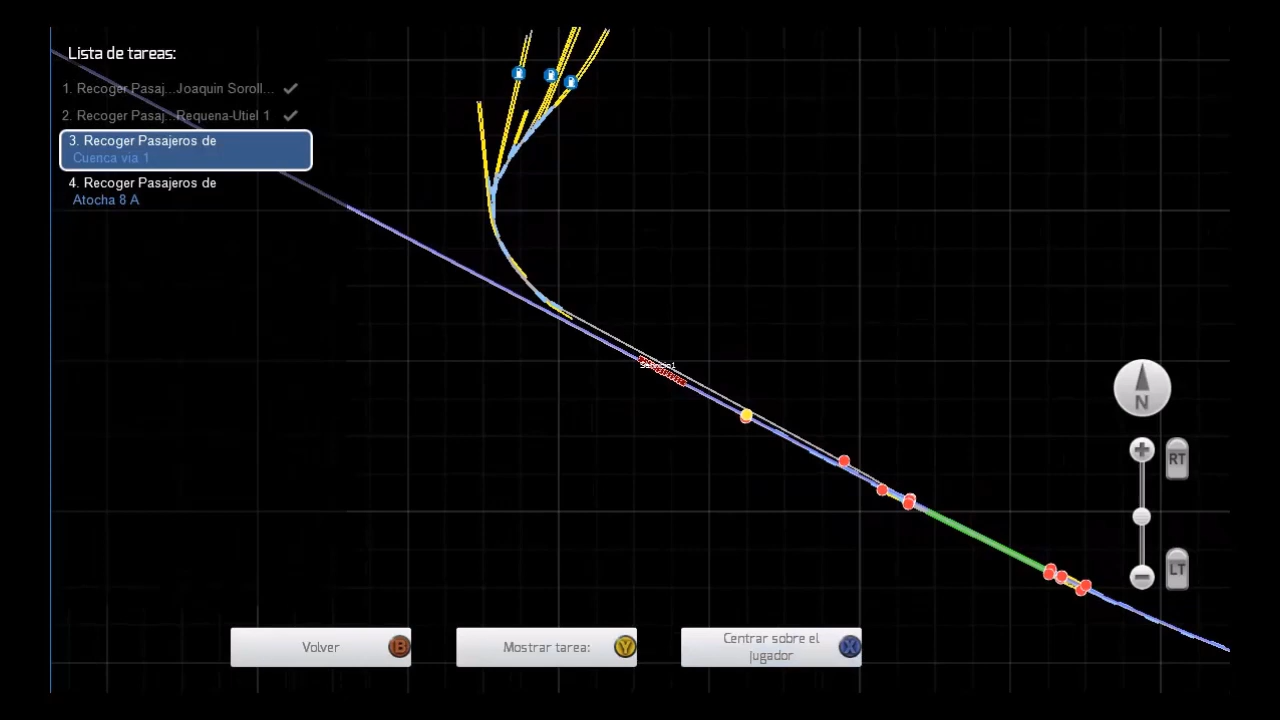 Lista de tareas:
1. Recoger Pasaj...Joaquin Soroll...
2. Recoger Pasaj...Requena-Utiel 1
3. Recoger Pasajeros de
Cuenca via 1
4. Recoger Pasajeros de
Atocha 8 A
N
RT
LT
Volver B
Mostrar tarea: Y
Centrar sobre el
jugador X